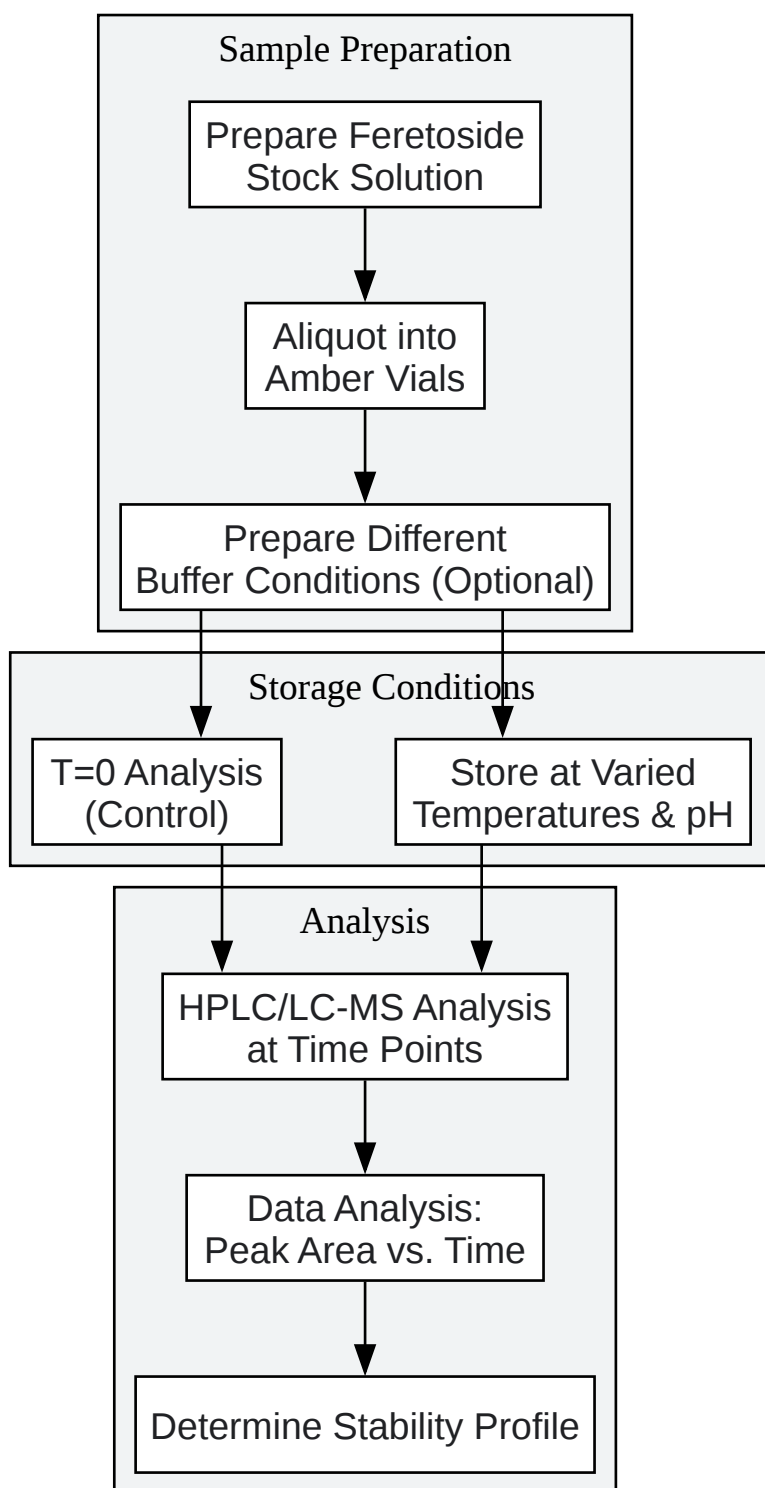 Sample Preparation
Prepare Feretoside
Stock Solution
Aliquot into
Amber Vials
Prepare Different
Buffer Conditions (Optional)
Storage Conditions
T=0 Analysis
(Control)
Store at Varied
Temperatures & pH
Analysis
HPLC/LC-MS Analysis
at Time Points
Data Analysis:
Peak Area vs. Time
Determine Stability Profile